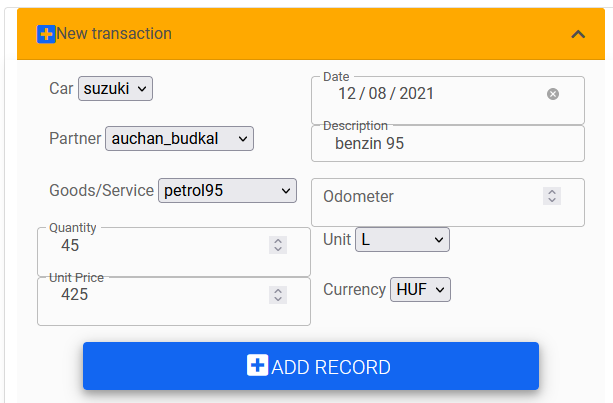 New transaction
Car suzuki
Date
12 / 08 / 2021
Partner auchan_budkal
Description
benzin 95
Goods/Service petrol95
Odometer
Quantity
45
Unit L
Unit Price
425
Currency HUF
ADD RECORD